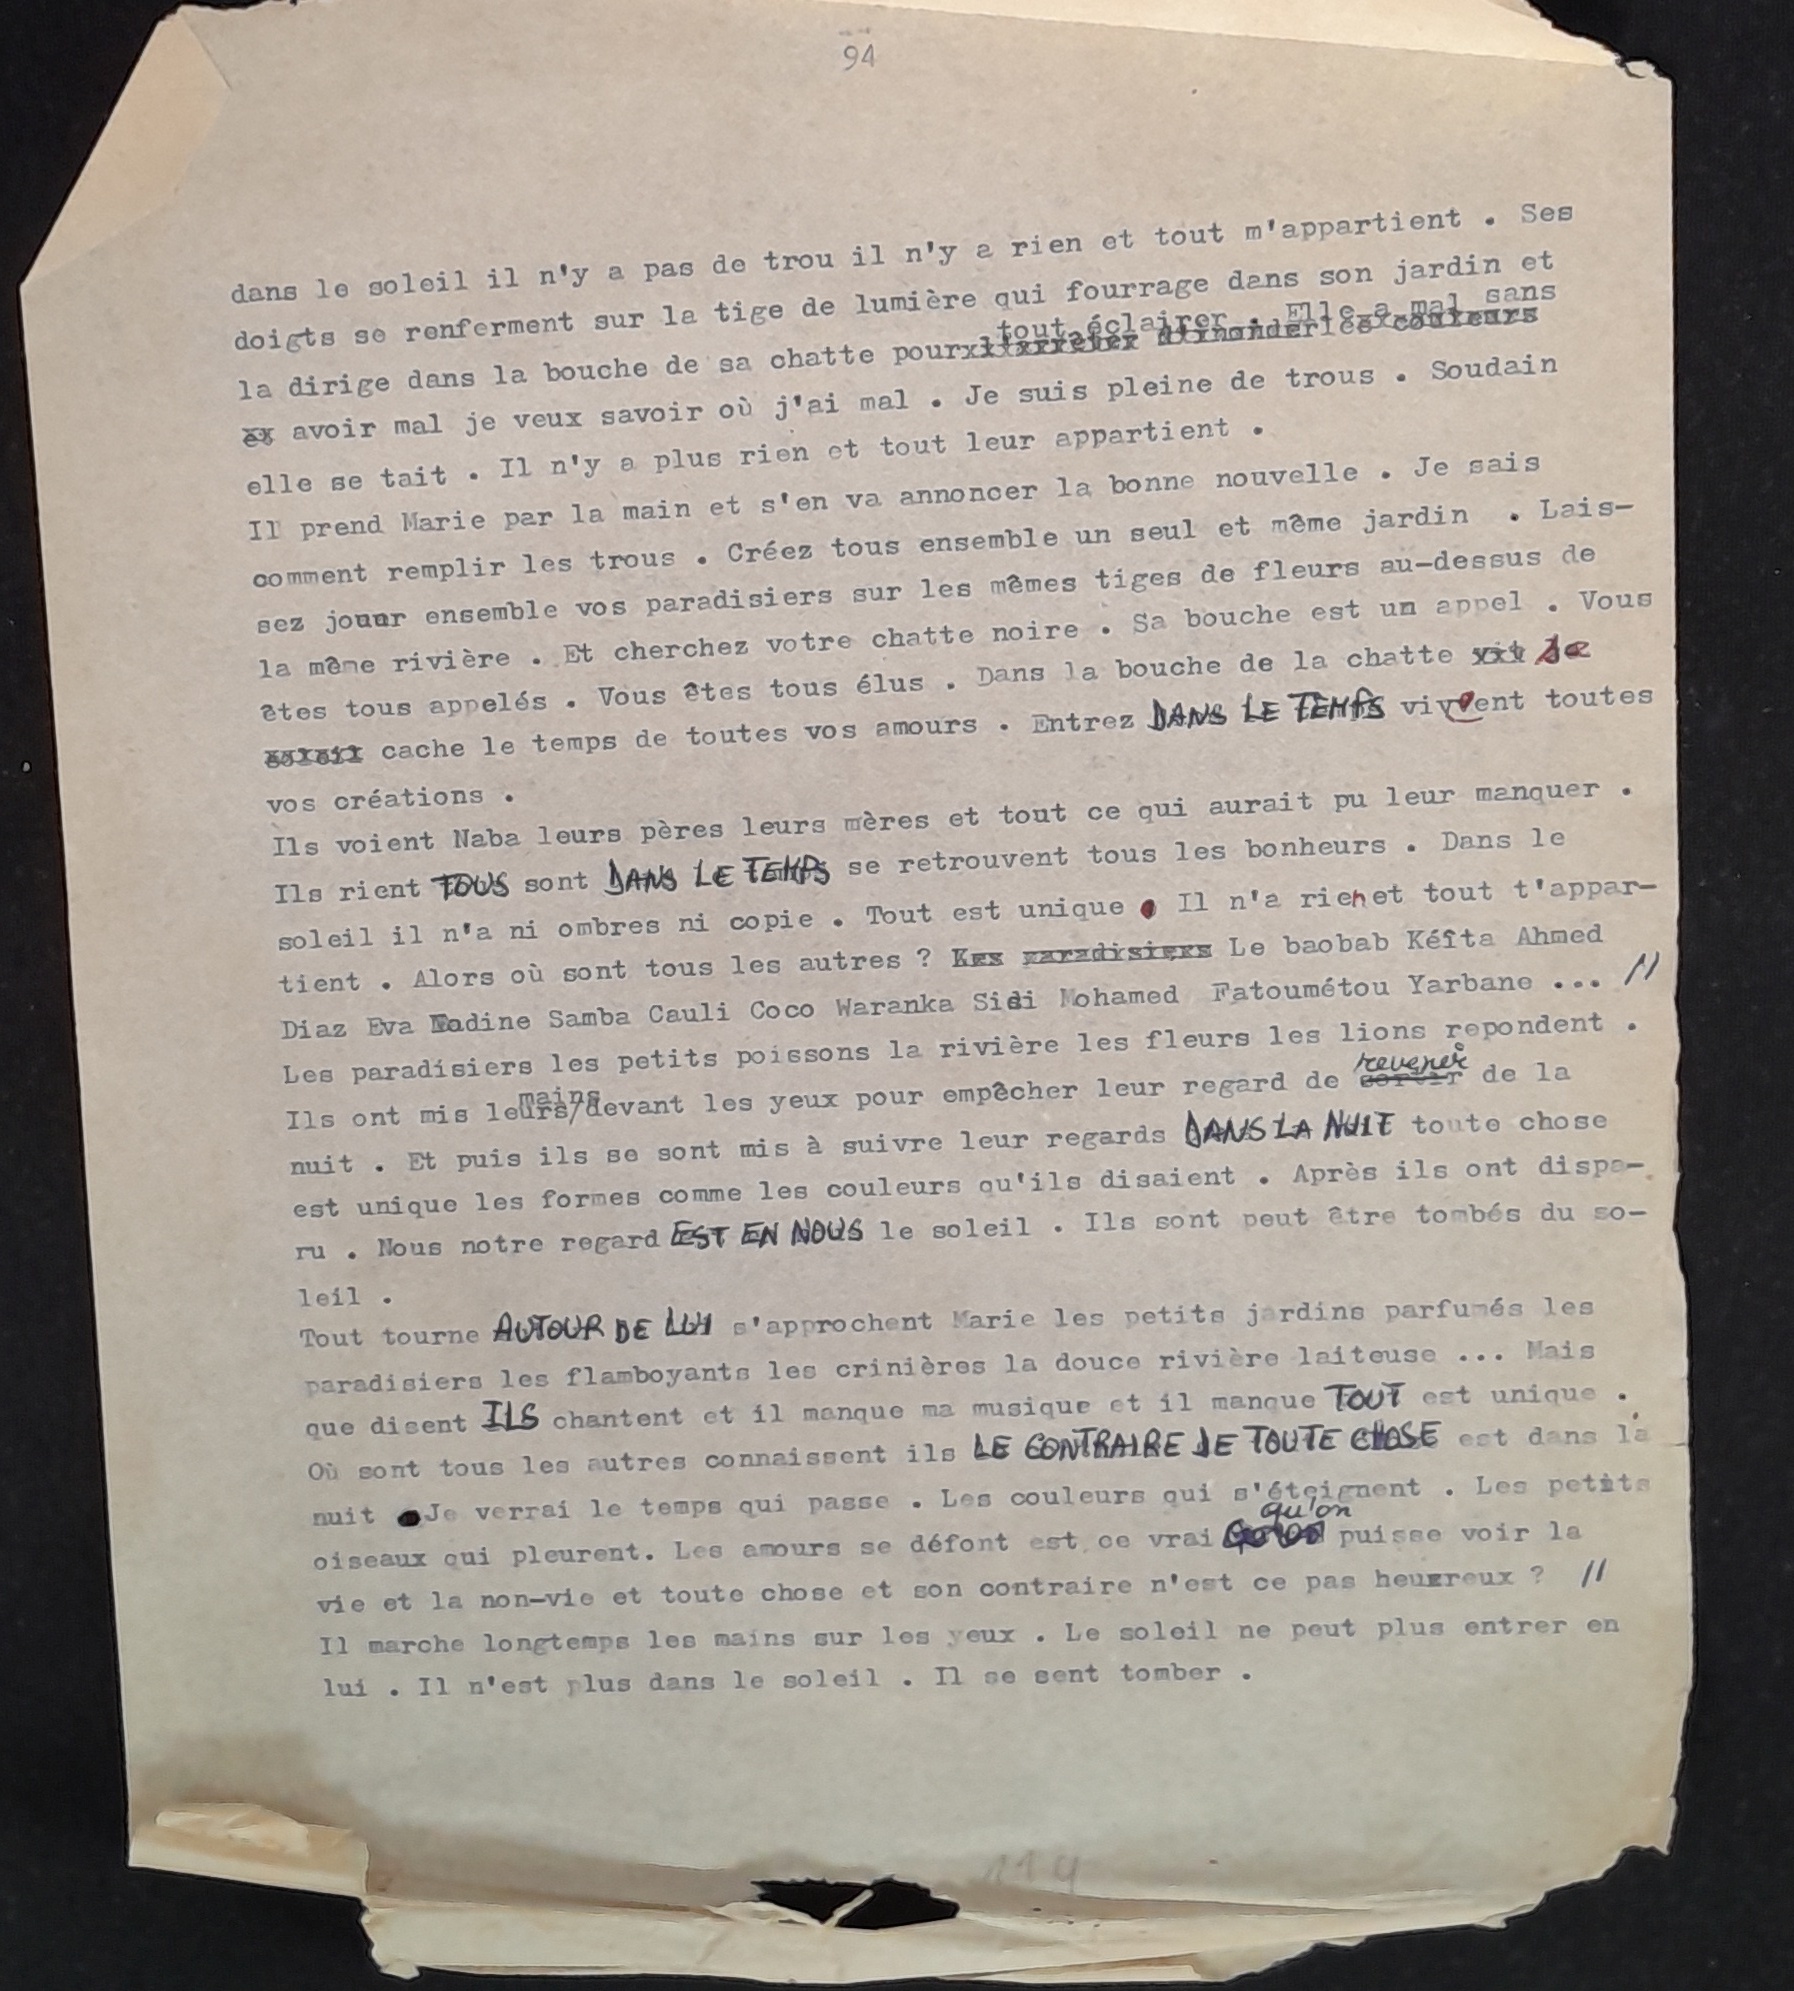 94
dans le soleil il n'y a pas de trou il n'y a rien et tout m'appartient . Ses
doigts se renferment sur la tige de lumière qui fourrage dans son jardin et
tout éclairer . Elle a mal sans
la dirige dans la bouche de sa chatte pour
avoir mal je veux savoir où j'ai mal . Je suis pleine de trous . Soudain
elle se tait . Il n'y a plus rien et tout leur appartient .
Il prend Marie par la main et s'en va annoncer la bonne nouvelle . Je sais
comment remplir les trous . Créez tous ensemble un seul et même jardin . Lais-
sez jouer ensemble vos paradisiers sur les mêmes tiges de fleurs au-dessus de
la même rivière . Et cherchez votre chatte noire . Sa bouche est un appel . Vous
êtes tous appelés . Vous êtes tous élus . Dans la bouche de la chatte vit se
cache le temps de toutes vos amours . Entrez DANS LE TEMPS vivent toutes
vos créations .
Ils voient Naba leurs pères leurs mères et tout ce qui aurait pu leur manquer .
Ils rient TOUS sont DANS LE TEMPS se retrouvent tous les bonheurs . Dans le
soleil il n'a ni ombres ni copie . Tout est unique . Il n'a rien et tout t'appar-
tient . Alors où sont tous les autres ? Les paradisiers Le baobab Kéîta Ahmed
Diaz Eva Nadine Samba Cauli Coco Waranka Sidi Mohamed Fatoumétou Yarbane ... //
Les paradisiers les petits poissons la rivière les fleurs les lions repondent .
mains revenir
Ils ont mis leurs/devant les yeux pour empêcher leur regard de sortir de la
nuit . Et puis ils se sont mis à suivre leur regards DANS LA NUIT toute chose
est unique les formes comme les couleurs qu'ils disaient . Après ils ont dispa-
ru . Nous notre regard EST EN NOUS le soleil . Ils sont peut être tombés du so-
leil .
Tout tourne AUTOUR DE LUI s'approchent Marie les petits jardins parfumés les
paradisiers les flamboyants les crinières la douce rivière laiteuse ... Mais
que disent ILS chantent et il manque ma musique et il manque TOUT est unique .
Où sont tous les autres connaissent ils LE CONTRAIRE DE TOUTE CHOSE est dans la
nuit . Je verrai le temps qui passe . Les couleurs qui s'éteignent . Les petits
qu'on
oiseaux qui pleurent. Les amours se défont est ce vrai puisse voir la
vie et la non-vie et toute chose et son contraire n'est ce pas heureux ? //
Il marche longtemps les mains sur les yeux . Le soleil ne peut plus entrer en
lui . Il n'est plus dans le soleil . Il se sent tomber .
114